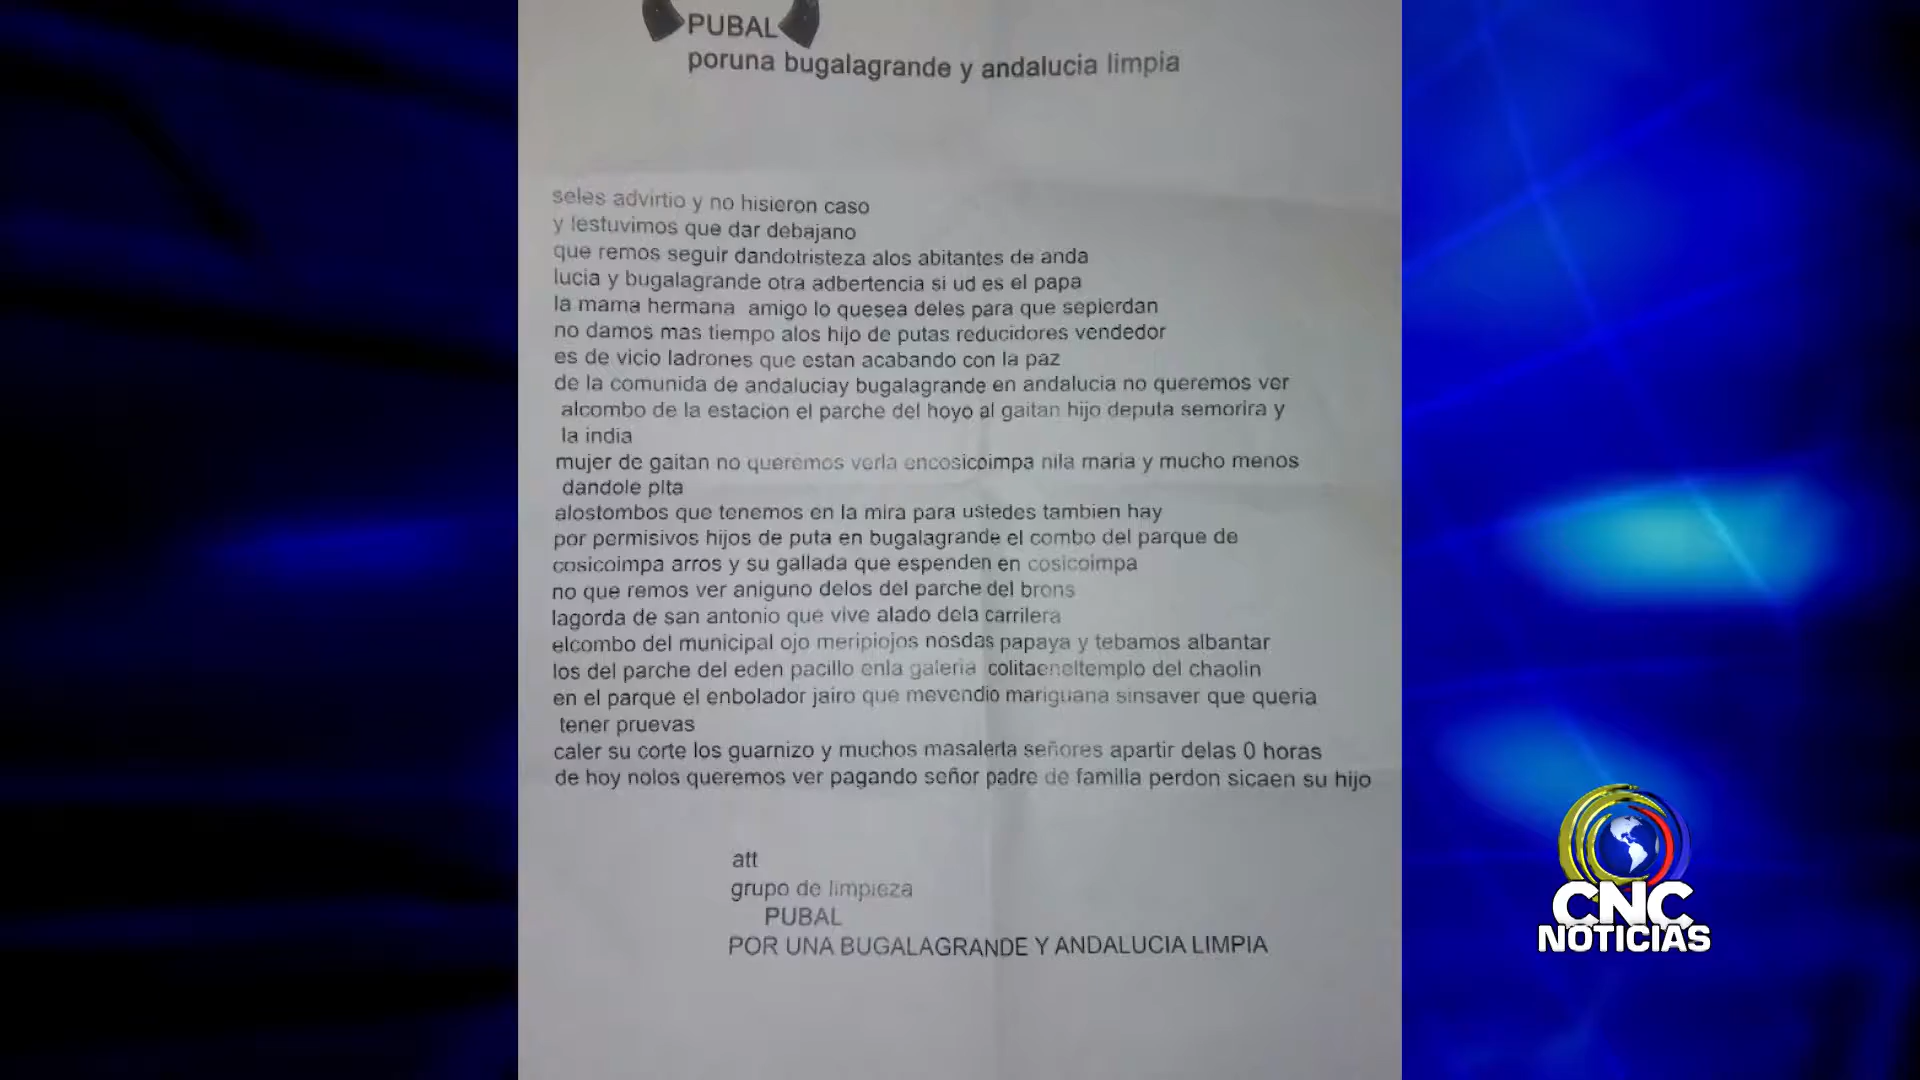 PUBAL
poruna bugalagrande y andalucia limpia
seles advirtio y no hisieron caso
y lestuvimos que dar debajano
que remos seguir dandotristeza alos abitantes de anda
lucia y bugalagrande otra adbertencia si ud es el papa
la mama hermana amigo lo quesea deles para que sepierdan
no damos mas tiempo alos hijo de putas reducidores vendedor
es de vicio ladrones que estan acabando con la paz
de la comunida de andaluciay bugalagrande en andalucia no queremos ver
alcombo de la estacion el parche del hoyo al gaitan hijo deputa semorira y
la india
mujer de gaitan no queremos verla encosicoimpa nila maria y mucho menos
dandole plta
alostombos que tenemos en la mira para ustedes tambien hay
por permisivos hijos de puta en bugalagrande el combo del parque de
cosicoimpa arros y su gallada que espenden en cosicoimpa
no que remos ver aniguno delos del parche del brons
lagorda de san antonio que vive alado dela carrilera
elcombo del municipal ojo meripiojos nosdas papaya y tebamos albantar
los del parche del eden pacillo enla galeria colitaeneltemplo del chaolin
en el parque el enbolador jairo que mevendio mariguana sinsaver que queria
tener pruevas
caler su corte los guarnizo y muchos masalerta señores apartir delas 0 horas
de hoy nolos queremos ver pagando señor padre de familia perdon sicaen su hijo
att
grupo de limpieza
PUBAL
POR UNA BUGALAGRANDE Y ANDALUCIA LIMPIA
CNC
NOTICIAS